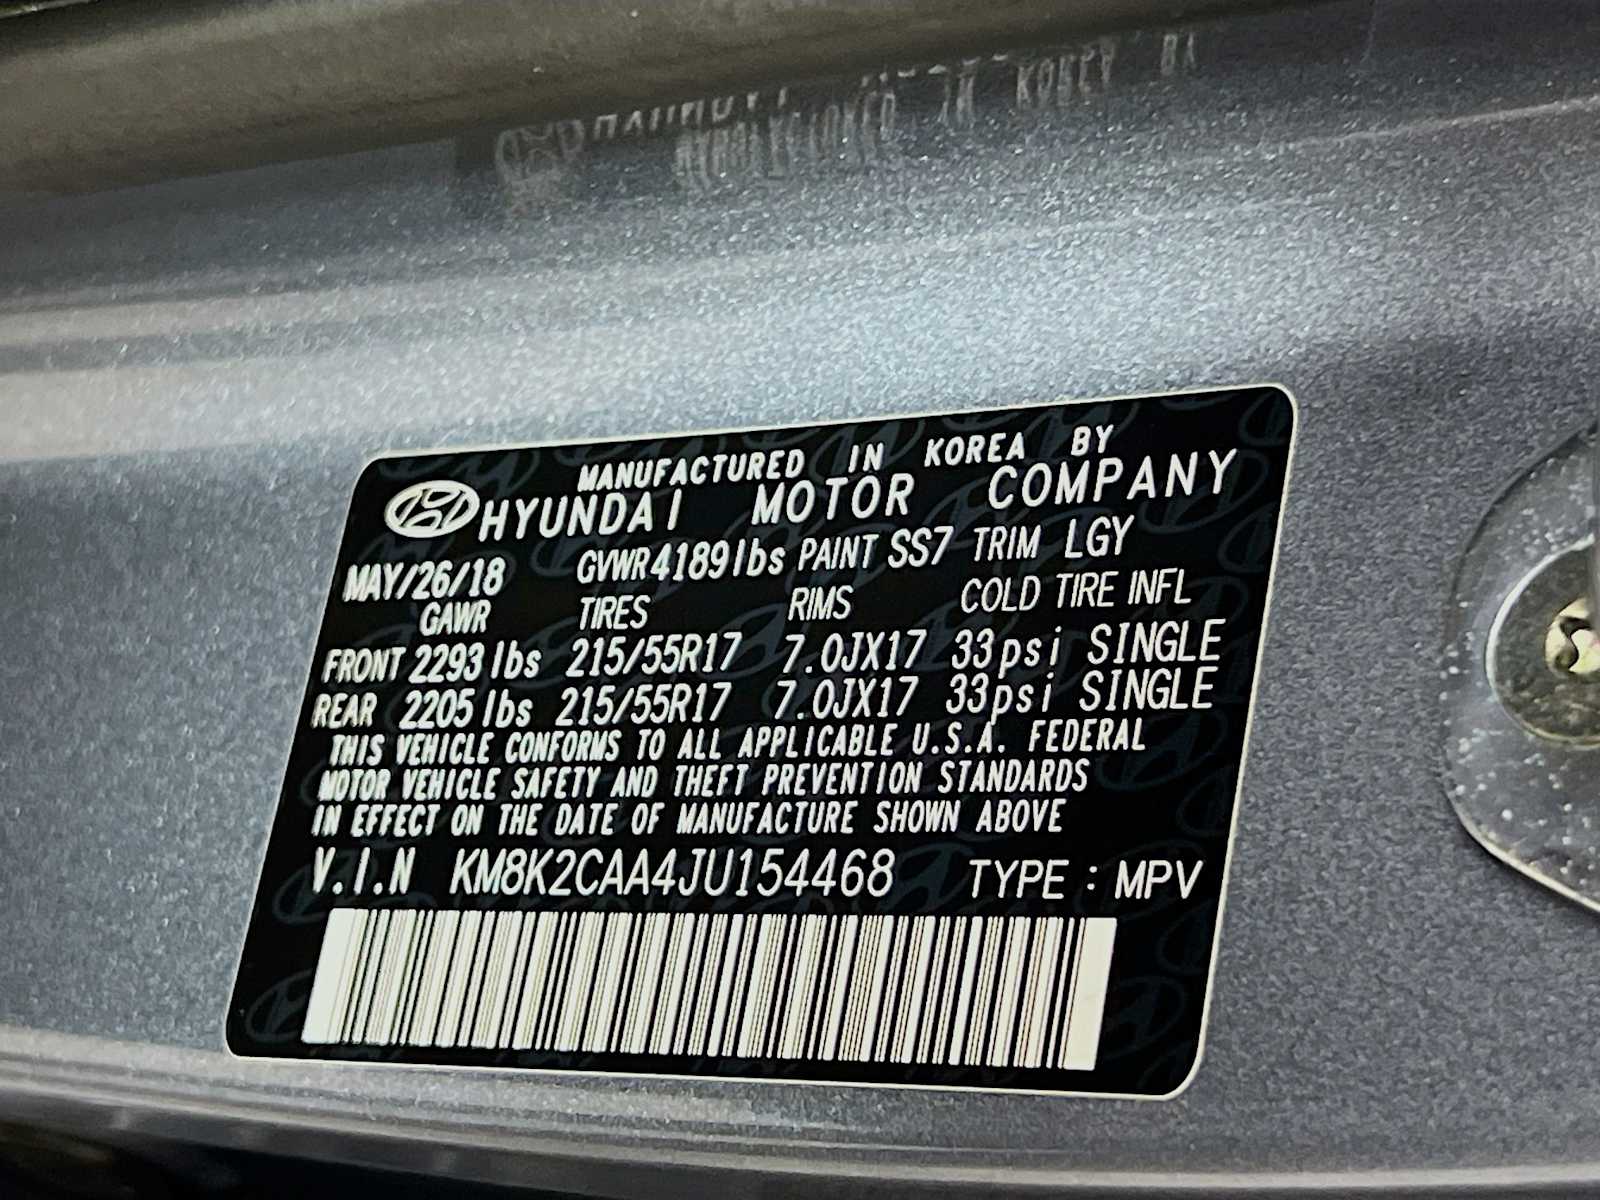 MANUFACTURED IN KOREA BY
HYUNDAI MOTOR COMPANY
MAY/26/18 GVWR 4189lbs PAINT SS7 TRIM LGY
GAWR TIRES RIMS COLD TIRE INFL
FRONT 2293 lbs 215/55R17 7.0JX17 33psi SINGLE
REAR 2205 lbs 215/55R17 7.0JX17 33psi SINGLE
THIS VEHICLE CONFORMS TO ALL APPLICABLE U.S.A. FEDERAL
MOTOR VEHICLE SAFETY AND THEFT PREVENTION STANDARDS
IN EFFECT ON THE DATE OF MANUFACTURE SHOWN ABOVE
V.I.N KM8K2CAA4JU154468 TYPE : MPV